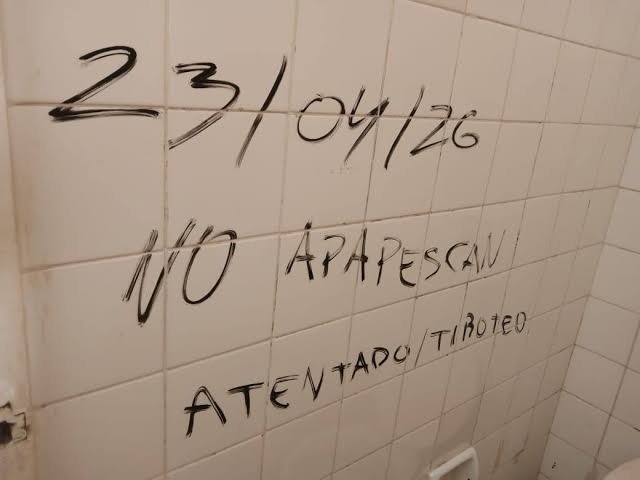 23/04/26
NO APAPESCAN
ATENTADO/TIROTEO